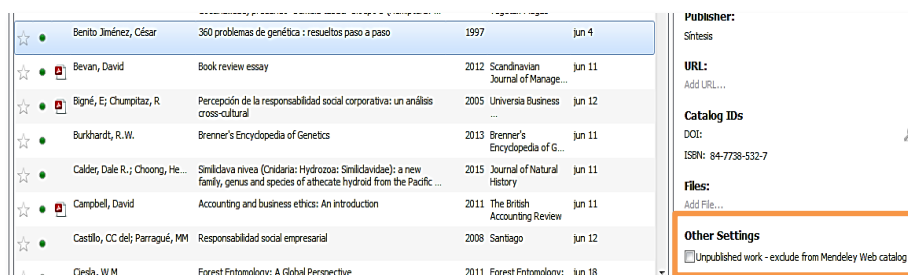 Publisher:
Benito Jiménez, César 360 problemas de genética : resueltos paso a paso 1997 jun 4
Síntesis
Bevan, David Book review essay 2012 Scandinavian Journal of Manage... jun 11
URL:
Add URL...
Bigné, E; Chumpitaz, R Percepción de la responsabilidad social corporativa: un análisis cross-cultural 2005 Universia Business ... jun 12
Catalog IDs
DOI:
Burkhardt, R.W. Brenner's Encyclopedia of Genetics 2013 Brenner's Encyclopedia of G... jun 11
ISBN: 84-7738-532-7
Calder, Dale R.; Choong, He... Similiclava nivea (Cnidaria: Hydrozoa: Similiclavidae): a new family, genus and species of athecate hydroid from the Pacific ... 2015 Journal of Natural History jun 11
Files:
Add File...
Campbell, David Accounting and business ethics: An introduction 2011 The British Accounting Review jun 11
Other Settings
Castillo, CC del; Parragué, MM Responsabilidad social empresarial 2008 Santiago jun 12
Unpublished work - exclude from Mendeley Web catalog
Ciesla, W M Forest Entomology: A Global Perspective 2011 Forest Entomology: jun 18